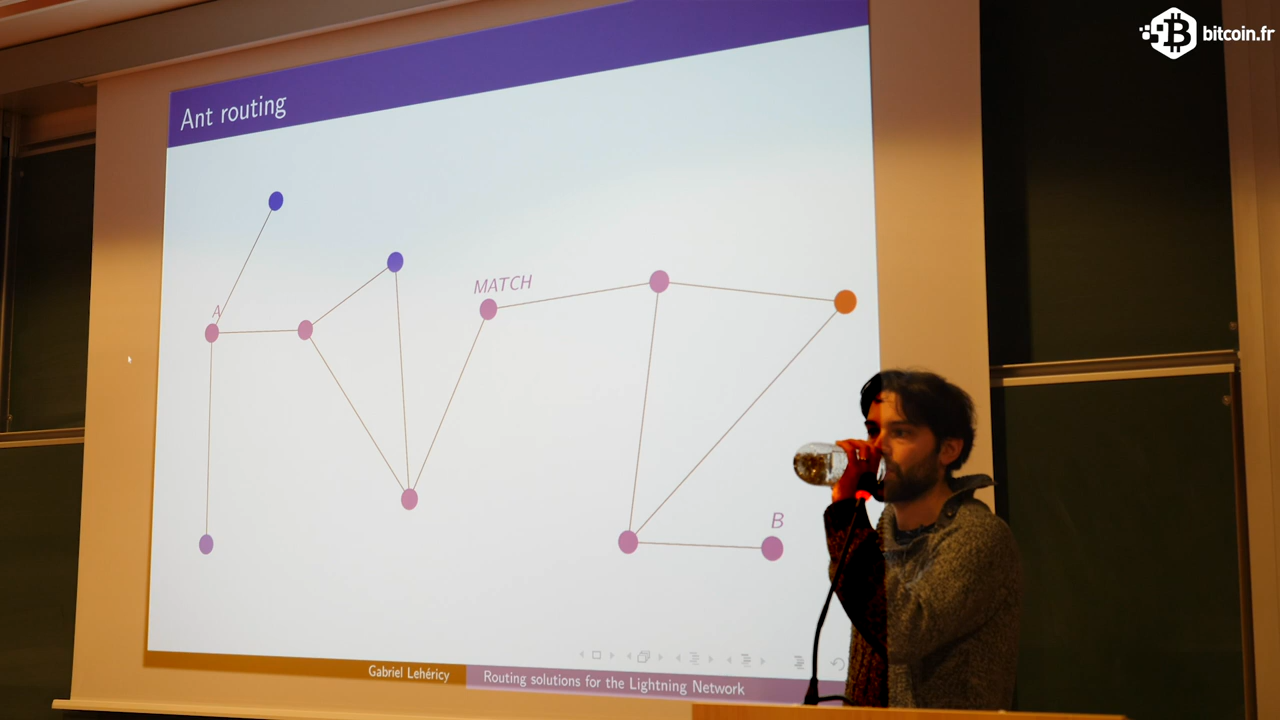 bitcoin.fr
Ant routing
MATCH
A
B
Gabriel Lehéricy
Routing solutions for the Lightning Network